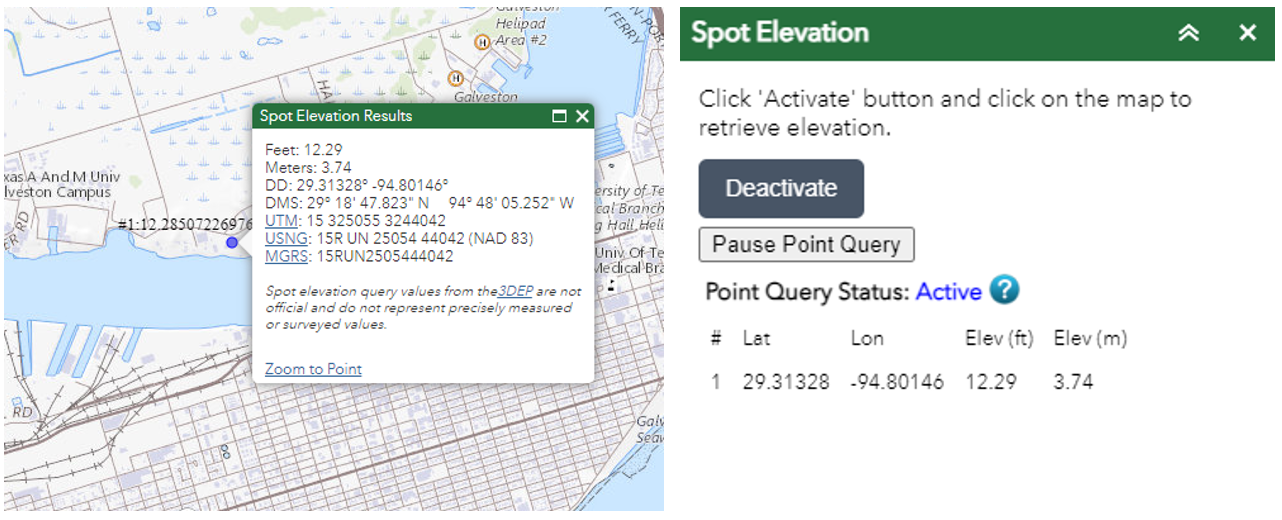 Galveston
Helipad
Area #2
H
H
Galveston
FERRY
HA
xas A And M Univ
lveston Campus
ER RD
#1:12.28507226976
RD
ersity of Te
cal Branch
g Hall Heli
Univ. Of Te
Medical Bra
Galv
Seaw
Spot Elevation Results
Feet: 12.29
Meters: 3.74
DD: 29.31328° -94.80146°
DMS: 29° 18' 47.823" N 94° 48' 05.252" W
UTM: 15 325055 3244042
USNG: 15R UN 25054 44042 (NAD 83)
MGRS: 15RUN2505444042
Spot elevation query values from the3DEP are not
official and do not represent precisely measured
or surveyed values.
Zoom to Point
Spot Elevation
Click 'Activate' button and click on the map to
retrieve elevation.
Deactivate
Pause Point Query
Point Query Status: Active ?
# Lat Lon Elev (ft) Elev (m)
1 29.31328 -94.80146 12.29 3.74